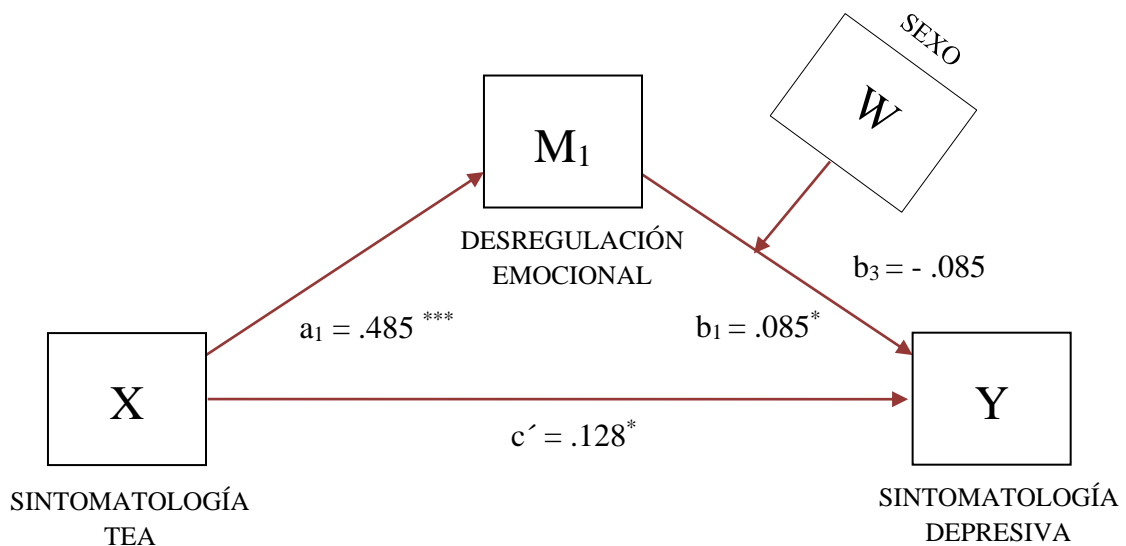 SEXO
W
M1
DESREGULACIÓN
EMOCIONAL
b3 = - .085
a1 = .485 ***
b1 = .085*
X
Y
c´ = .128*
SINTOMATOLOGÍA
TEA
SINTOMATOLOGÍA
DEPRESIVA